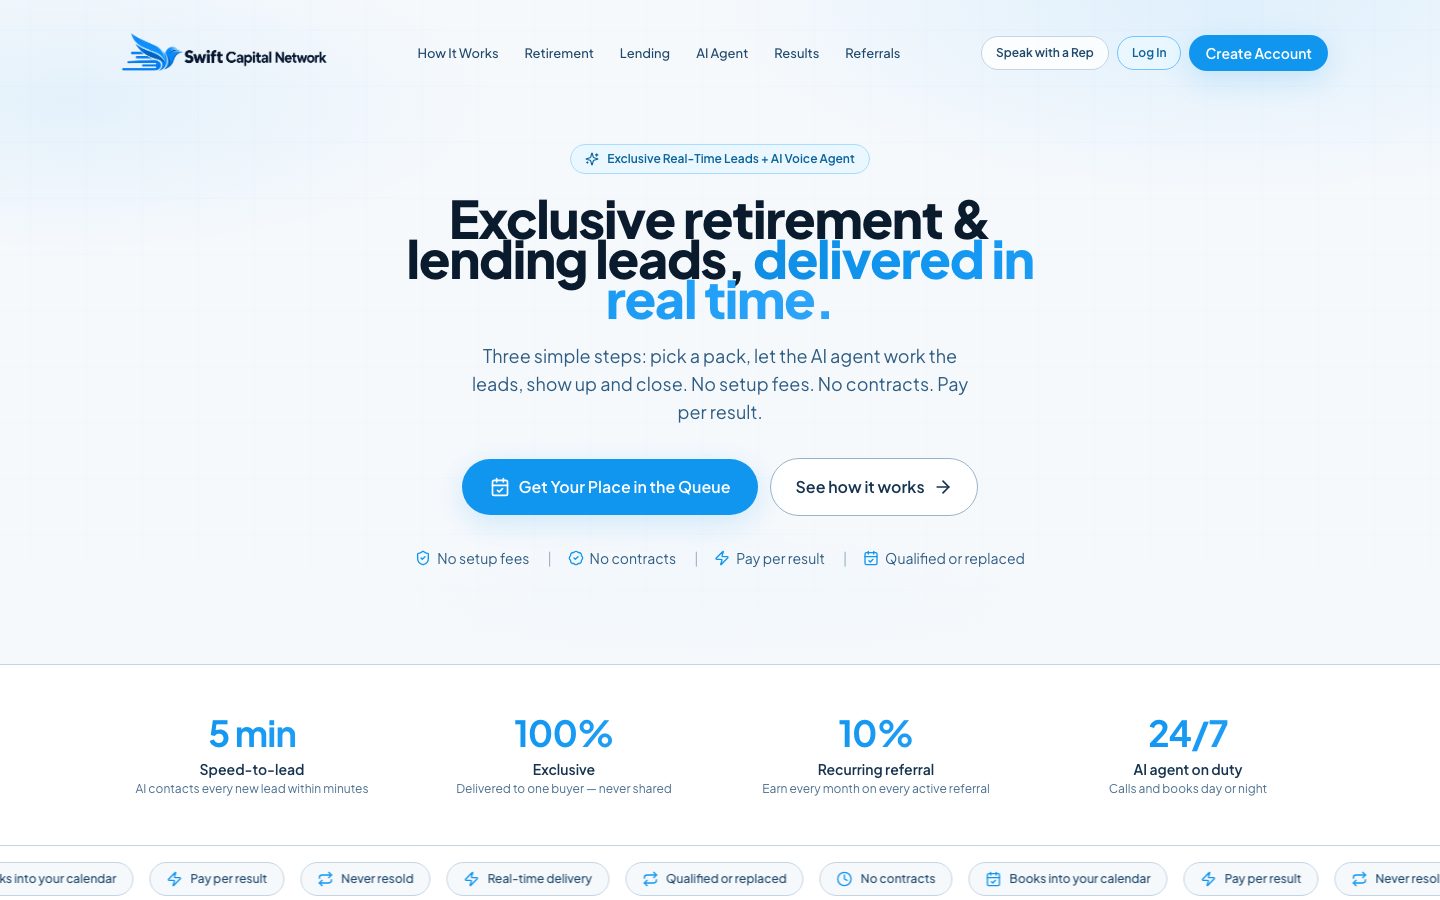 Swift Capital Network
How It Works
Retirement
Lending
AI Agent
Results
Referrals
Speak with a Rep
Log In
Create Account
Exclusive Real-Time Leads + AI Voice Agent
Exclusive retirement &
lending leads, delivered in
real time.
Three simple steps: pick a pack, let the AI agent work the
leads, show up and close. No setup fees. No contracts. Pay
per result.
Get Your Place in the Queue
See how it works
No setup fees | No contracts | Pay per result | Qualified or replaced
5 min
Speed-to-lead
AI contacts every new lead within minutes
100%
Exclusive
Delivered to one buyer — never shared
10%
Recurring referral
Earn every month on every active referral
24/7
AI agent on duty
Calls and books day or night
ks into your calendar
Pay per result
Never resold
Real-time delivery
Qualified or replaced
No contracts
Books into your calendar
Pay per result
Never resol